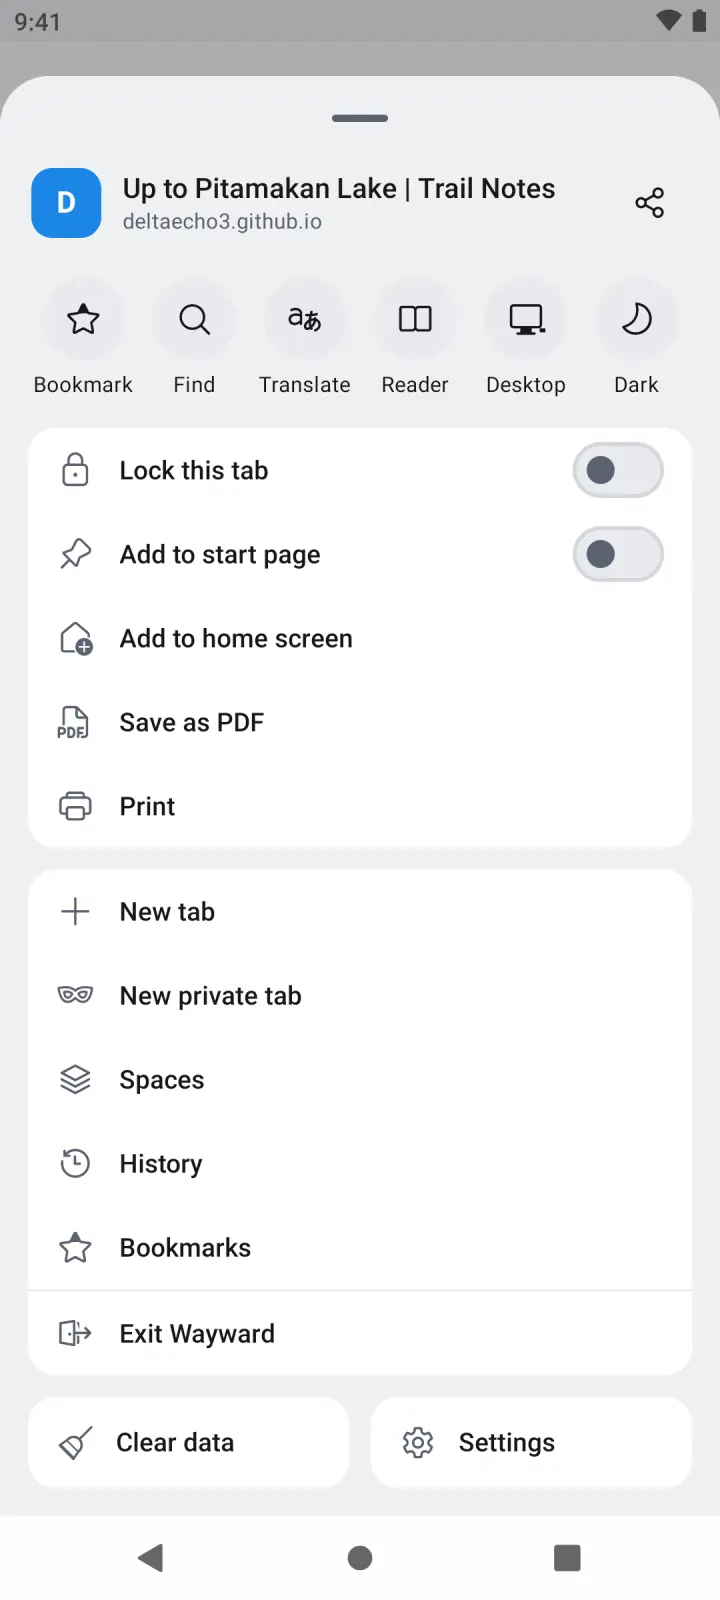 9:41
D
Up to Pitamakan Lake | Trail Notes
deltaecho3.github.io
aあ
Bookmark Find Translate Reader Desktop Dark
Lock this tab
Add to start page
Add to home screen
PDF
Save as PDF
Print
New tab
New private tab
Spaces
History
Bookmarks
Exit Wayward
Clear data Settings